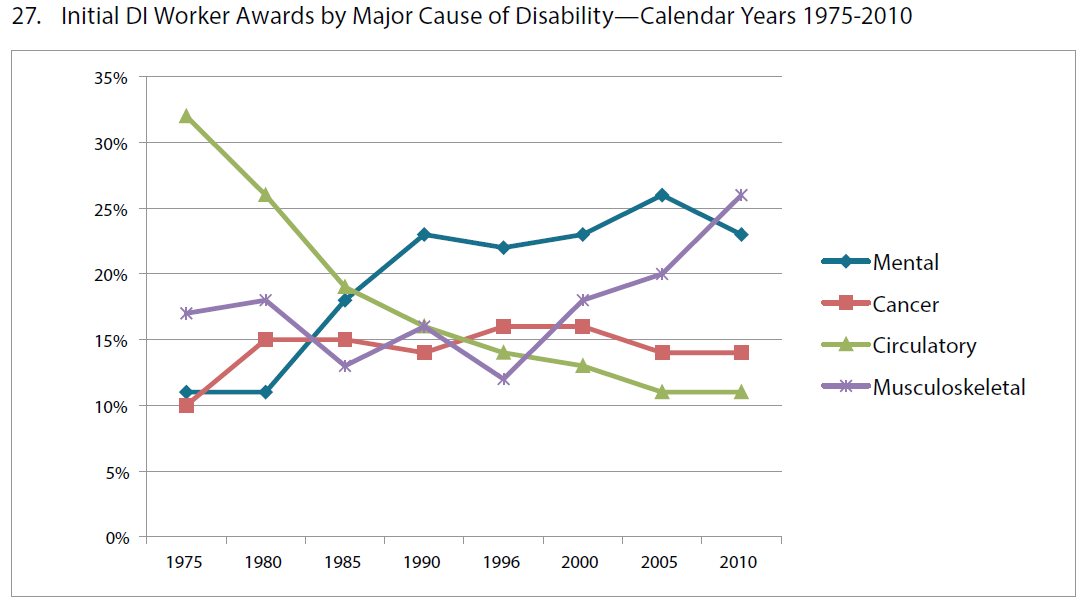 27. Initial DI Worker Awards by Major Cause of Disability—Calendar Years 1975-2010
35%
30%
25%
20%
15%
10%
5%
0%
1975 1980 1985 1990 1996 2000 2005 2010
Mental
Cancer
Circulatory
Musculoskeletal